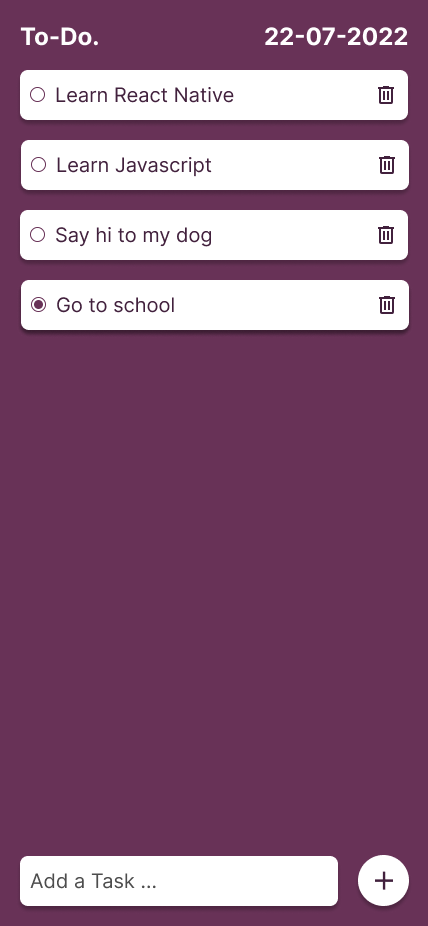 To-Do. 22-07-2022
Learn React Native
Learn Javascript
Say hi to my dog
Go to school
Add a Task ...